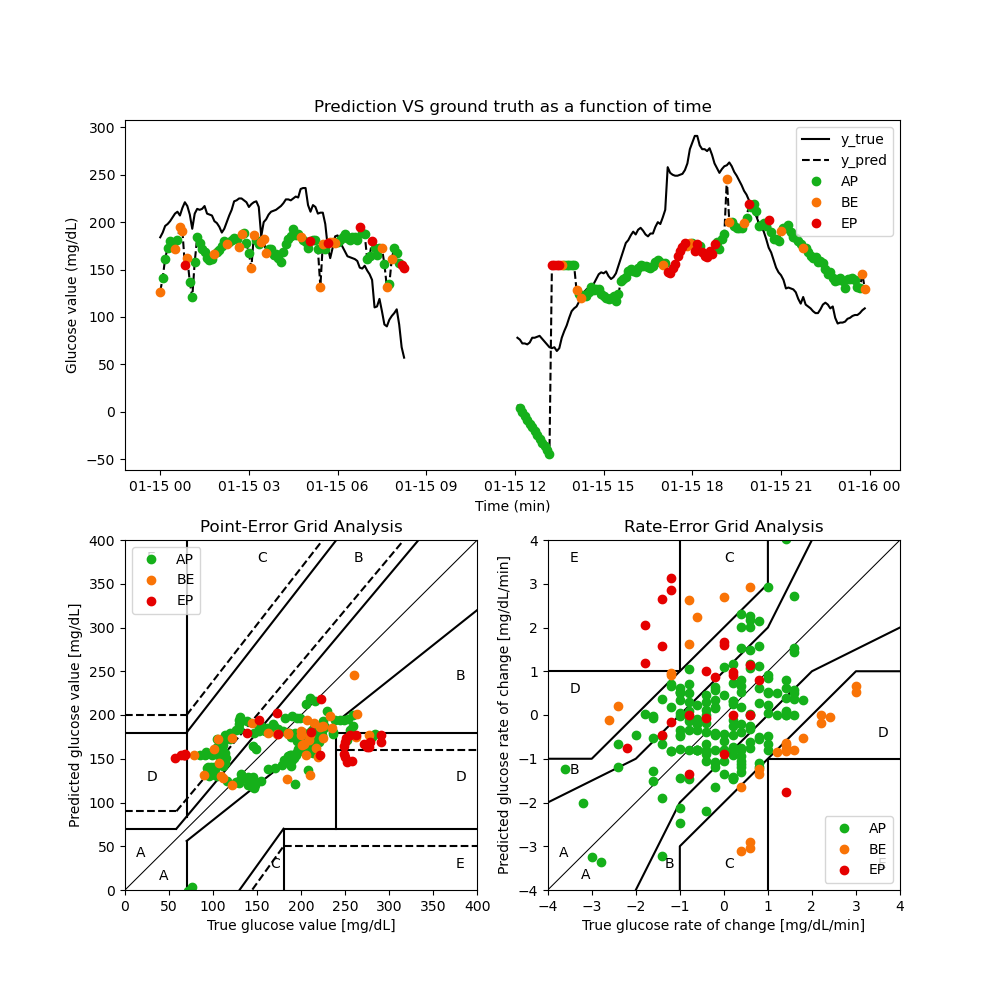 Prediction VS ground truth as a function of time
Glucose value (mg/dL)
300
250
200
150
100
50
0
−50
y_true
y_pred
AP
BE
EP
01-15 00 01-15 03 01-15 06 01-15 09 01-15 12 01-15 15 01-15 18 01-15 21 01-16 00
Time (min)
Point-Error Grid Analysis
Predicted glucose value [mg/dL]
400
350
300
250
200
150
100
50
0
AP
BE
EP
C
B
B
D
D
A
A
C
E
0 50 100 150 200 250 300 350 400
True glucose value [mg/dL]
Rate-Error Grid Analysis
Predicted glucose rate of change [mg/dL/min]
4
3
2
1
0
−1
−2
−3
−4
E
C
D
D
B
A
A
B
C
AP
BE
EP
−4 −3 −2 −1 0 1 2 3 4
True glucose rate of change [mg/dL/min]